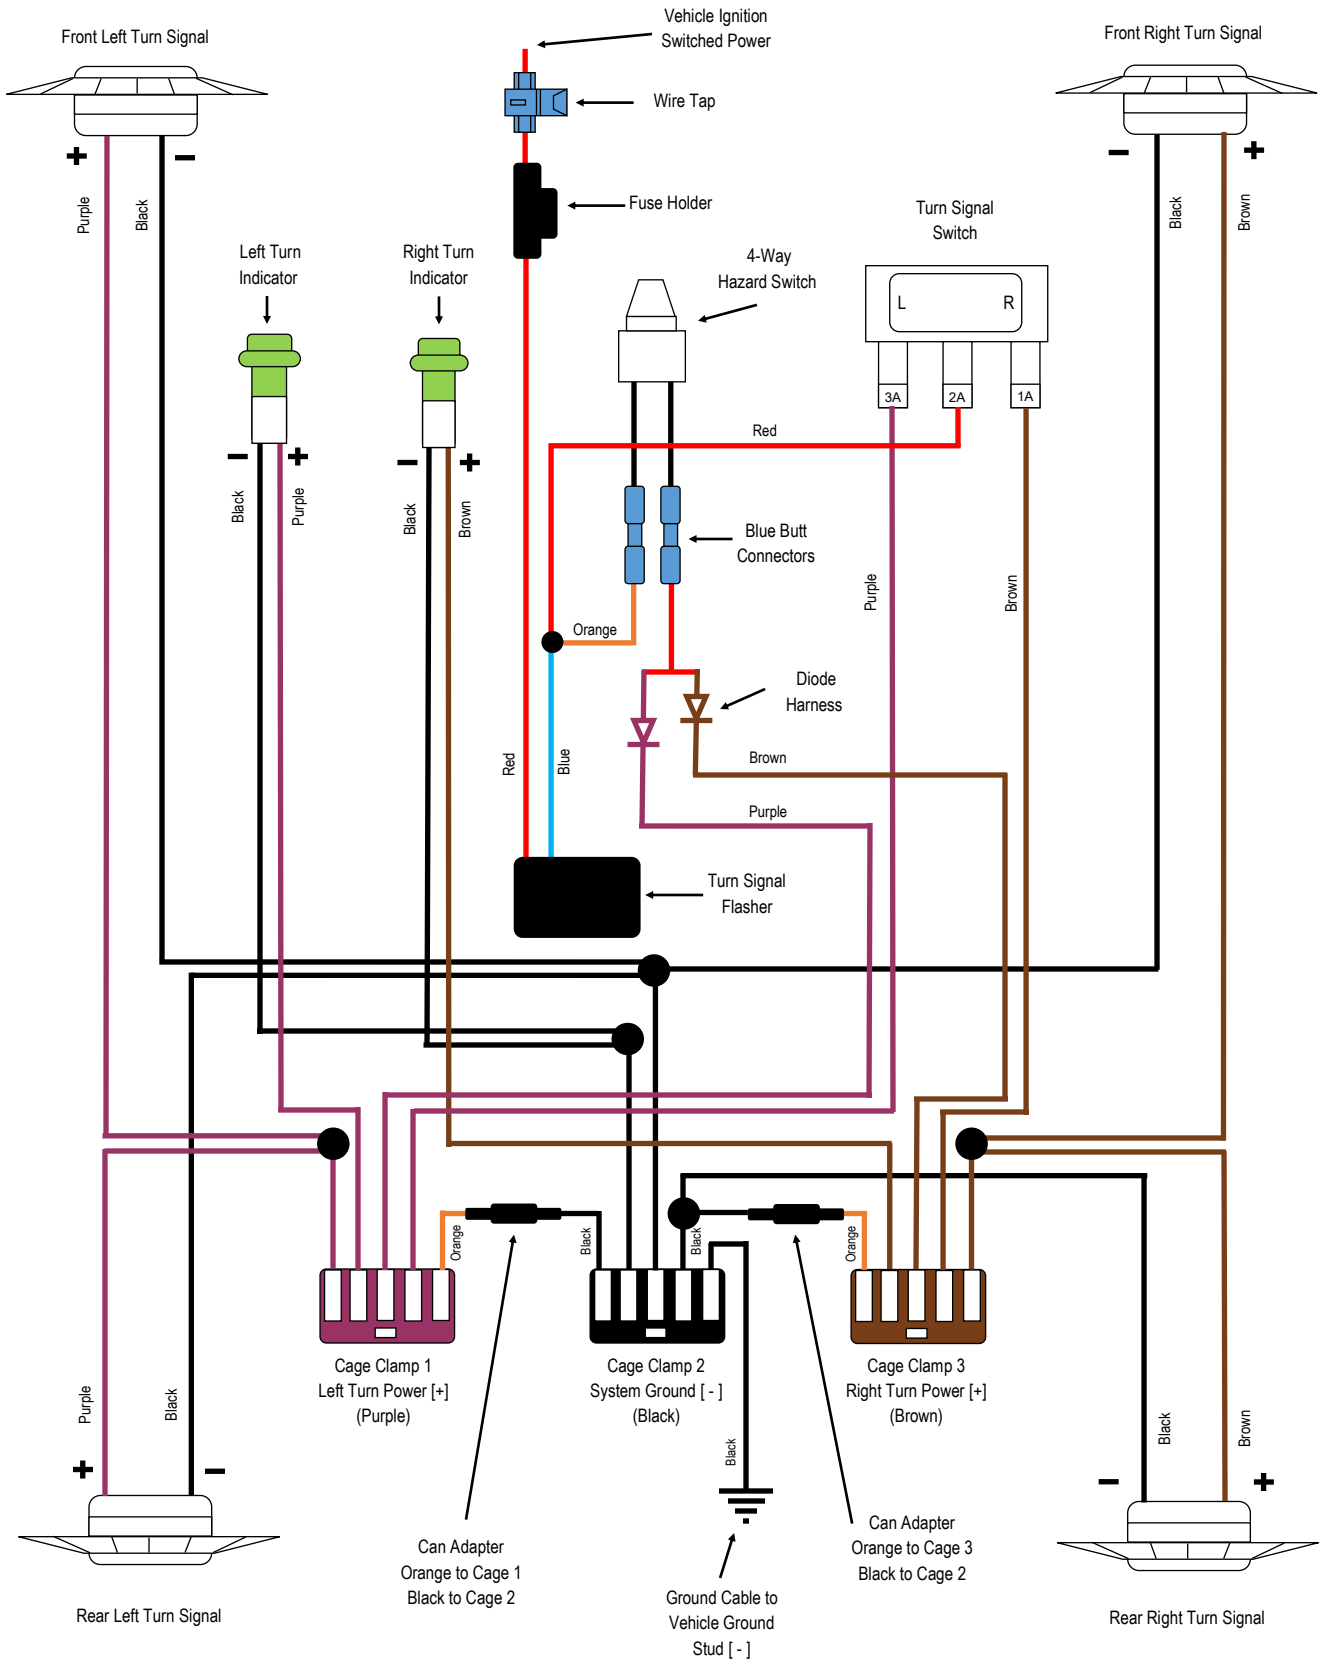 Vehicle Ignition
Switched Power
Front Left Turn Signal
Front Right Turn Signal
Wire Tap
+
−
−
+
Purple
Black
Fuse Holder
Black
Brown
Turn Signal
Switch
Left Turn
Indicator
Right Turn
Indicator
4-Way
Hazard Switch
L
R
3A
2A
1A
Red
−
+
−
+
Black
Purple
Black
Brown
Blue Butt
Connectors
Purple
Brown
Orange
Diode
Harness
Red
Blue
Brown
Purple
Turn Signal
Flasher
Orange
Black
Black
Orange
Cage Clamp 1
Left Turn Power [+]
(Purple)
Cage Clamp 2
System Ground [ - ]
(Black)
Cage Clamp 3
Right Turn Power [+]
(Brown)
Purple
Black
Black
Black
Brown
+
−
−
+
Can Adapter
Orange to Cage 1
Black to Cage 2
Can Adapter
Orange to Cage 3
Black to Cage 2
Ground Cable to
Vehicle Ground
Stud [ - ]
Rear Left Turn Signal
Rear Right Turn Signal